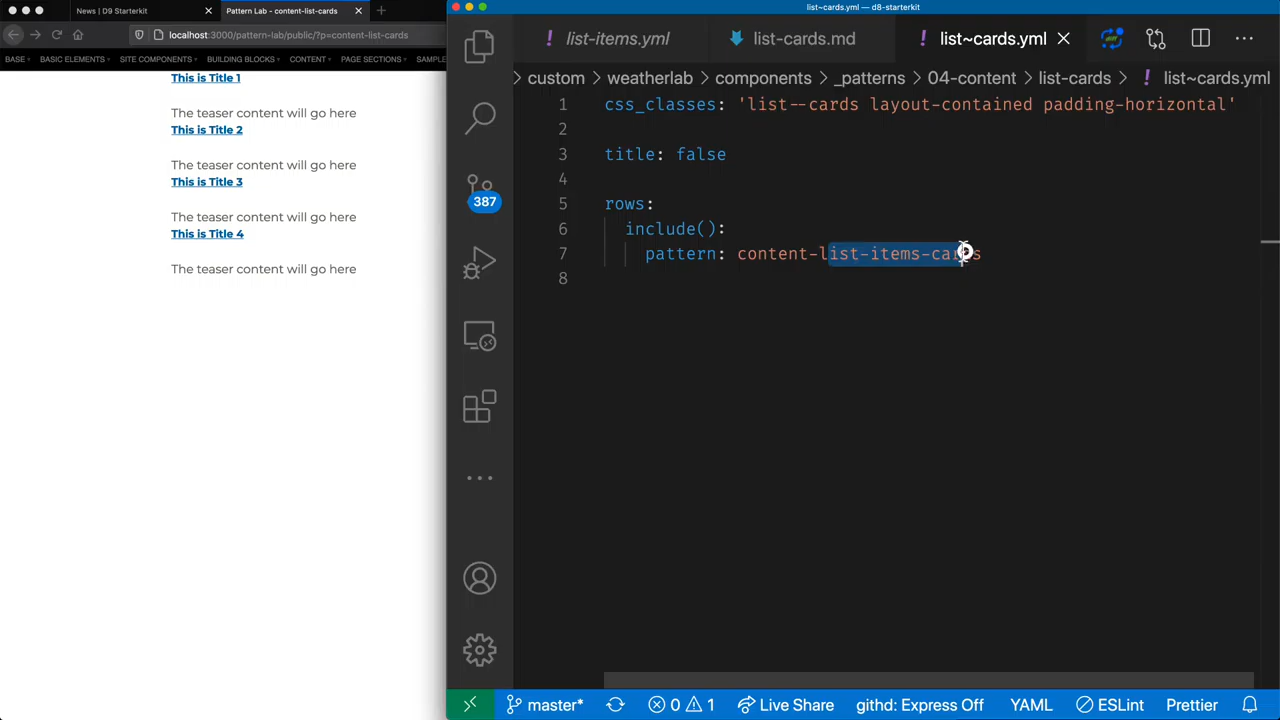 News | D9 Starterkit
Pattern Lab - content-list-cards
localhost:3000/pattern-lab/public/?p=content-list-cards
BASE BASIC ELEMENTS SITE COMPONENTS BUILDING BLOCKS CONTENT PAGE SECTIONS SAMPLE
This is Title 1
The teaser content will go here
This is Title 2
The teaser content will go here
This is Title 3
The teaser content will go here
This is Title 4
The teaser content will go here
list~cards.yml — d8-starterkit
list-items.yml
list-cards.md
list~cards.yml
custom > weatherlab > components > _patterns > 04-content > list-cards > ! list~cards.yml
1 css_classes: 'list--cards layout-contained padding-horizontal'
2
3 title: false
4
5 rows:
6 include():
7 pattern: content-list-items-cards
8
387
master* 0 1 Live Share githd: Express Off YAML ESLint Prettier